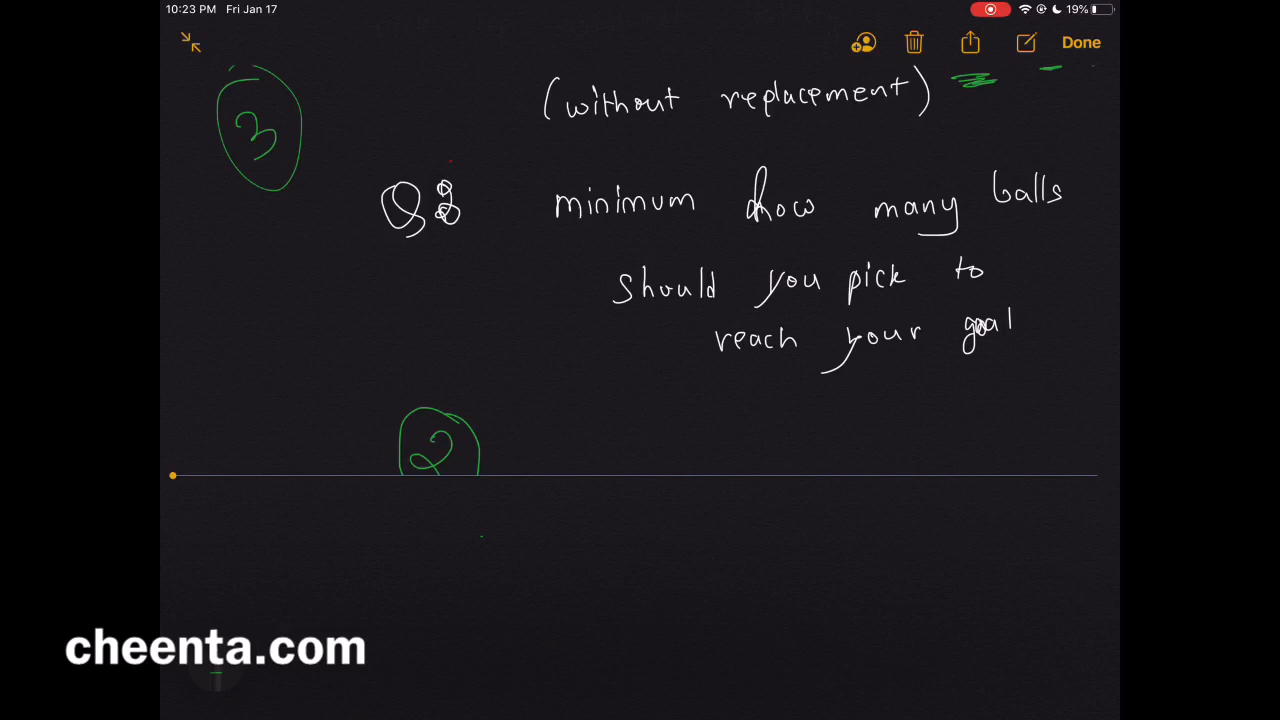 10:23 PM Fri Jan 17
19%
Done
3
(without replacement)
Q: minimum how many balls
should you pick to
reach your goal
2
cheenta.com